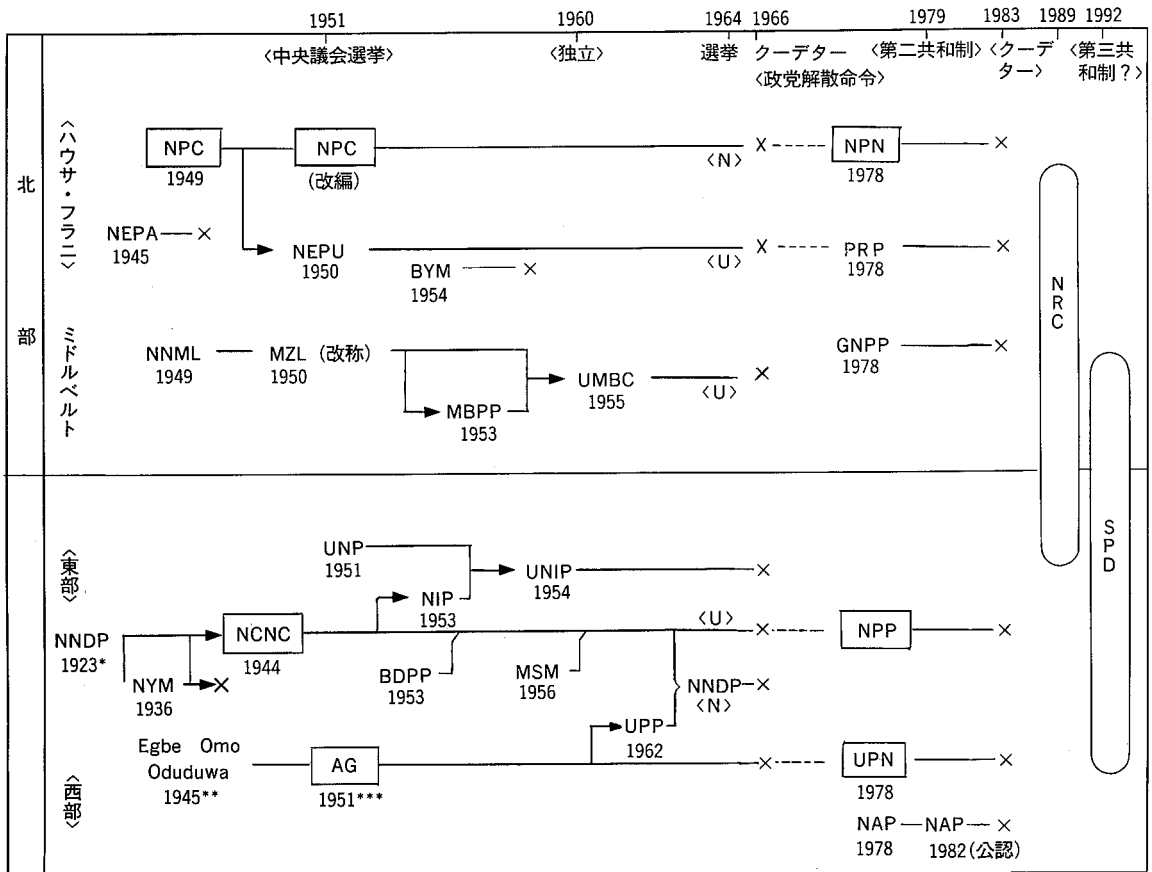 1951 1960 1964 1966 1979 1983 1989 1992
〈中央議会選挙〉 〈独立〉 選挙 クーデター 〈第二共和制〉 〈クーデ 〈第三共
〈政党解散命令〉 ター〉 和制?〉
北
部
〈ハウサ・フラニ〉
ミドルベルト
〈東部〉
〈西部〉
NPC NPC X NPN ×
1949 (改編) 〈N〉 1978
NEPA ×
1945
NEPU X PRP ×
1950 〈U〉 1978
BYM ×
1954
NNML MZL (改称) GNPP ×
1949 1950 1978
UMBC ×
1955 〈U〉
MBPP
1953
NRC
SPD
UNP
1951
UNIP ×
1954
NIP
1953
NNDP NCNC 〈U〉 × NPP ×
1923* 1944
NYM ×
1936
BDPP
1953
MSM
1956
NNDP ×
〈N〉
UPP
1962
Egbe Omo
Oduduwa
1945**
AG × UPN ×
1951*** 1978
NAP NAP ×
1978 1982(公認)